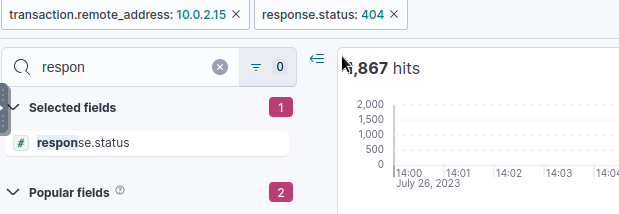 transaction.remote_address: 10.0.2.15 ×
response.status: 404 ×
respon
0
Selected fields 1
# response.status
Popular fields ? 2
,867 hits
2,000
1,500
1,000
500
0
14:00 14:01 14:02 14:03 14:04
July 26, 2023